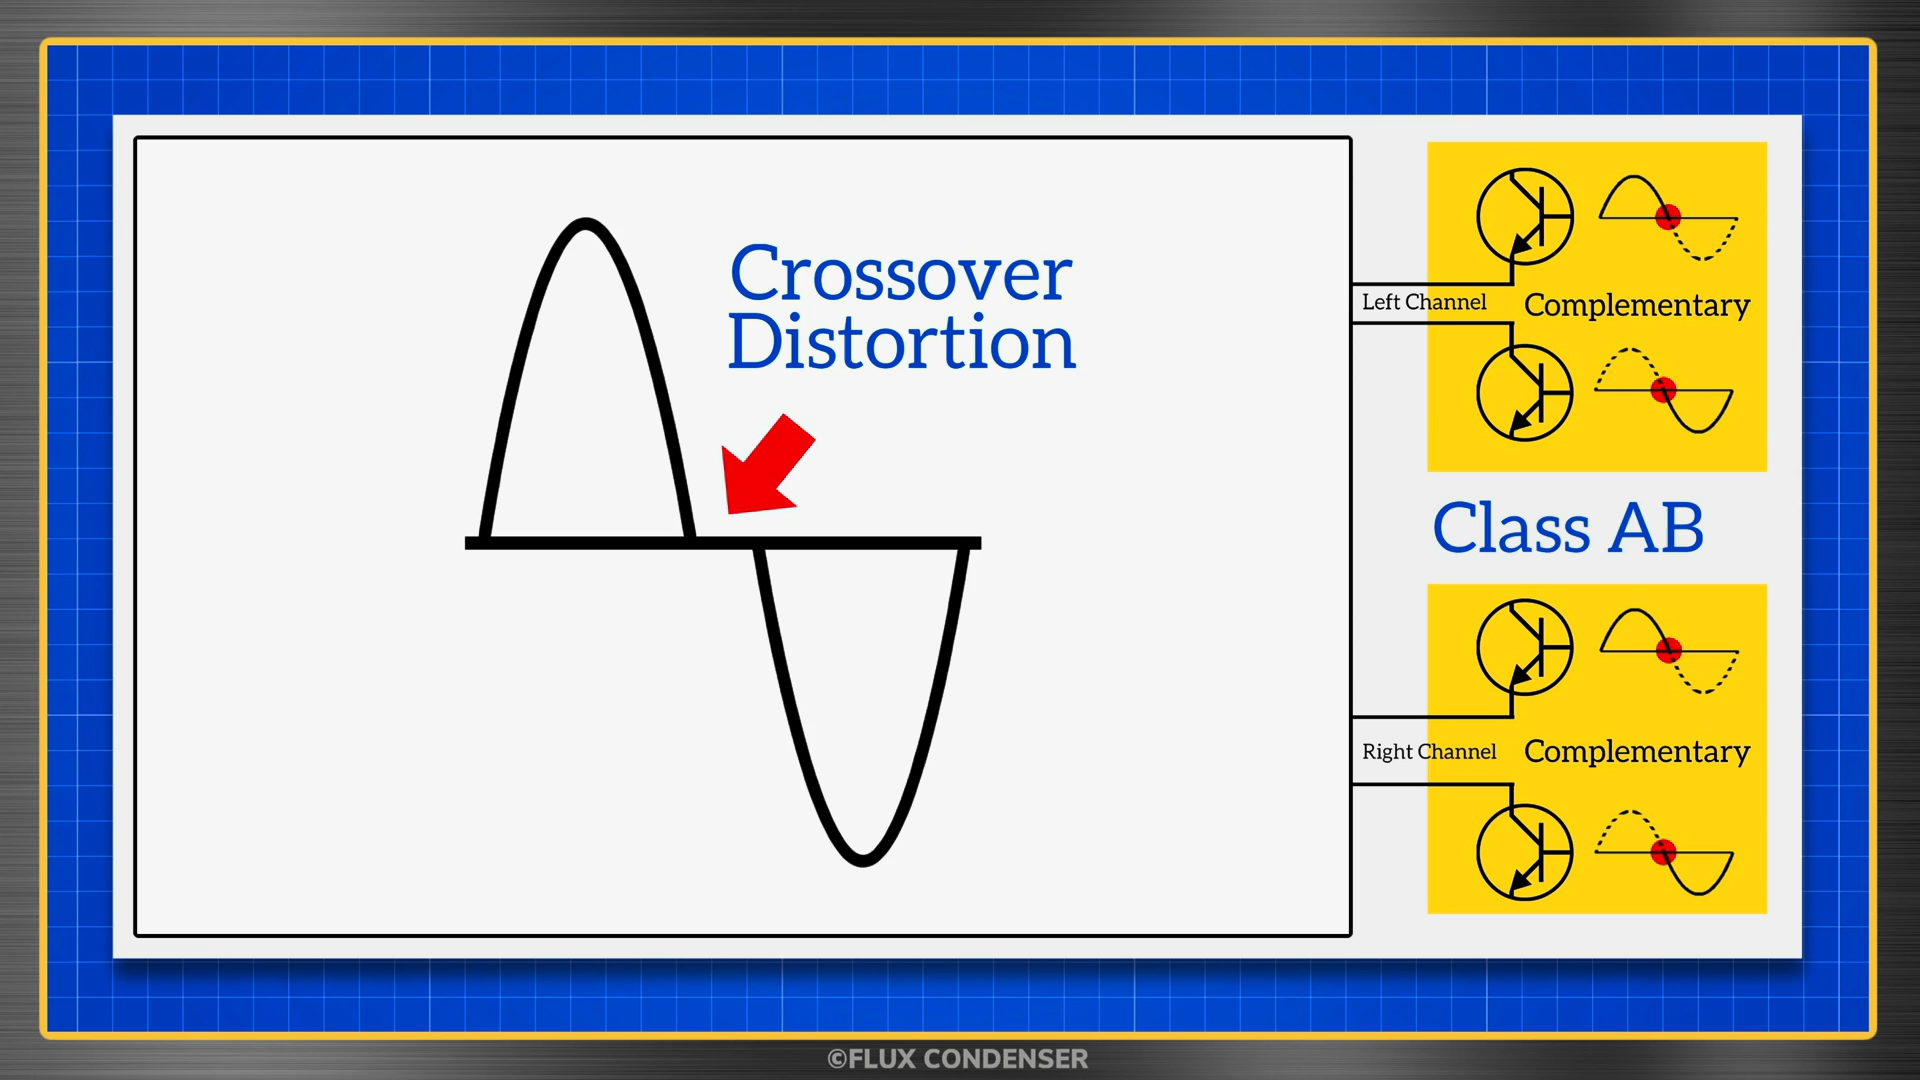 Crossover
Distortion
Left Channel
Complementary
Class AB
Right Channel
Complementary
©FLUX CONDENSER